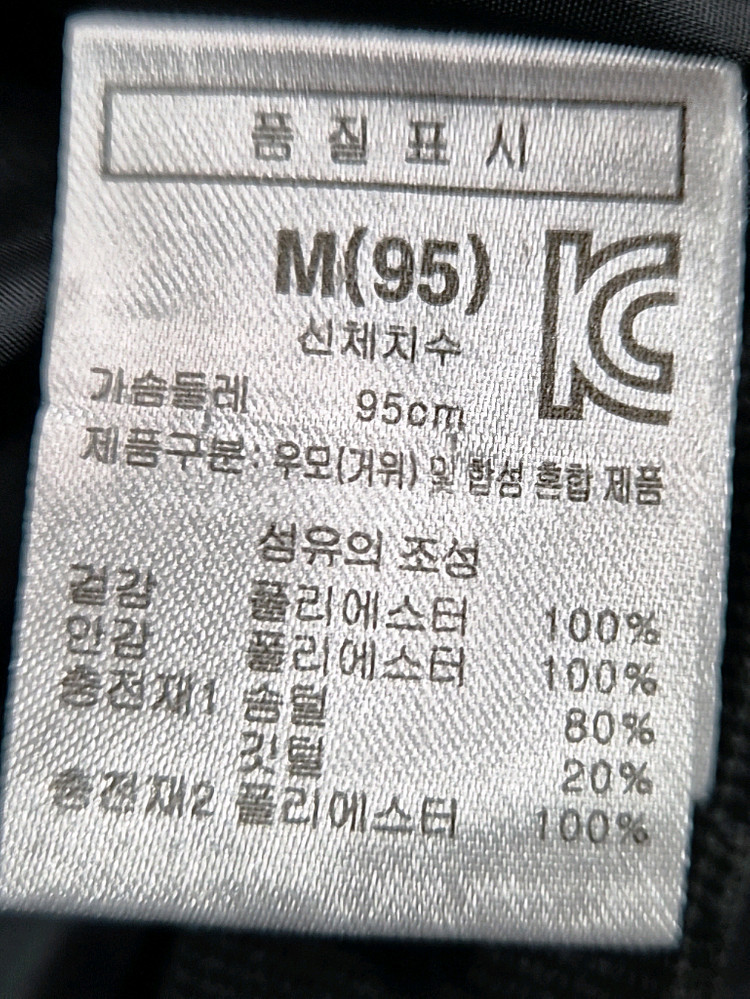 품질표시
M(95)
KC
신체치수
가슴둘레 95cm
제품구분: 우모(거위) 및 합성 혼합 제품
섬유의 조성
겉감 폴리에스터 100%
안감 폴리에스터 100%
충전재1 솜털 80%
깃털 20%
충전재2 폴리에스터 100%